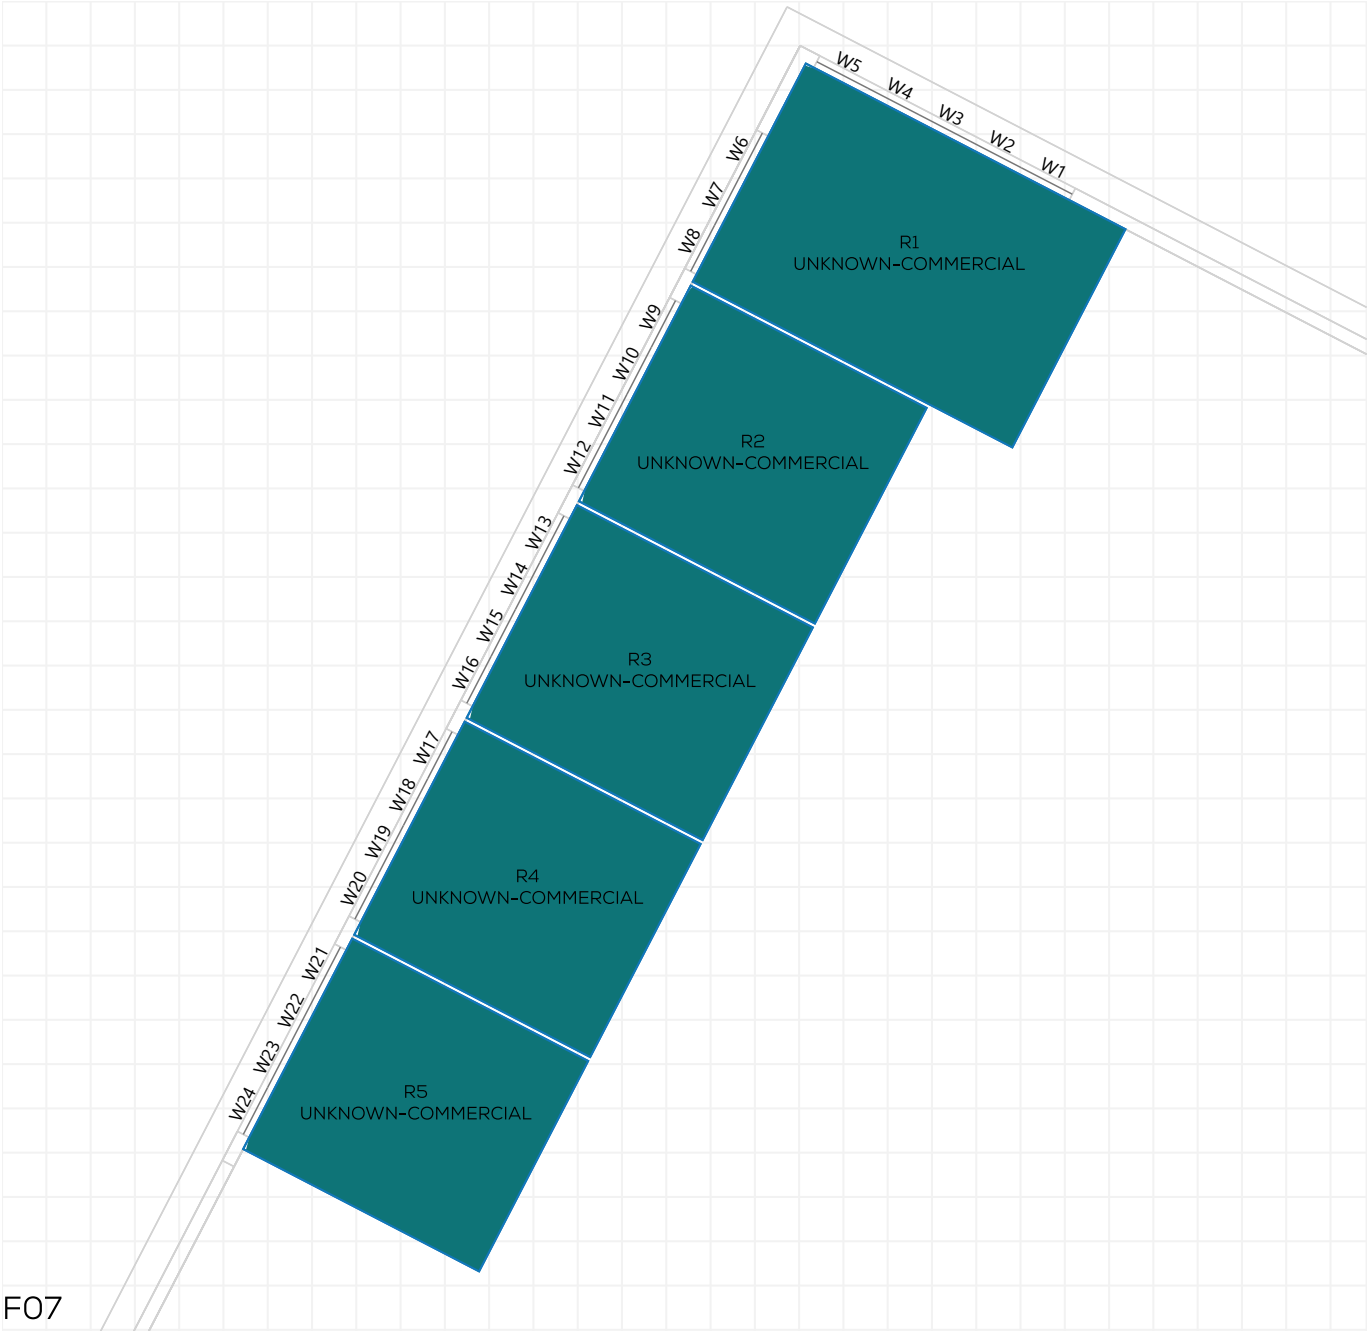 W5
W4
W3
W2
W1
W6
W7
W8
R1
UNKNOWN-COMMERCIAL
W9
W10
W11
W12
R2
UNKNOWN-COMMERCIAL
W13
W14
W15
W16
R3
UNKNOWN-COMMERCIAL
W17
W18
W19
W20
R4
UNKNOWN-COMMERCIAL
W21
W22
W23
W24
R5
UNKNOWN-COMMERCIAL
F07